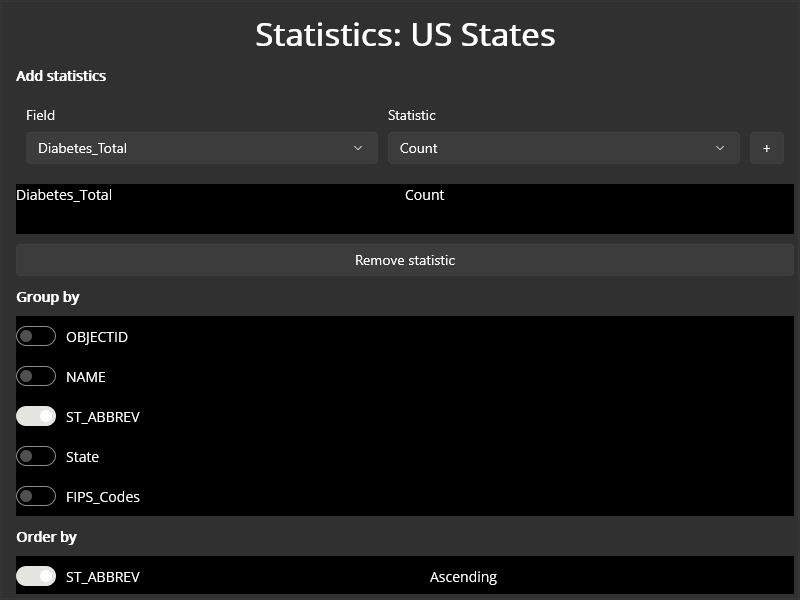 Statistics: US States
Add statistics
Field Statistic
Diabetes_Total Count +
Diabetes_Total Count
Remove statistic
Group by
OBJECTID
NAME
ST_ABBREV
State
FIPS_Codes
Order by
ST_ABBREV Ascending